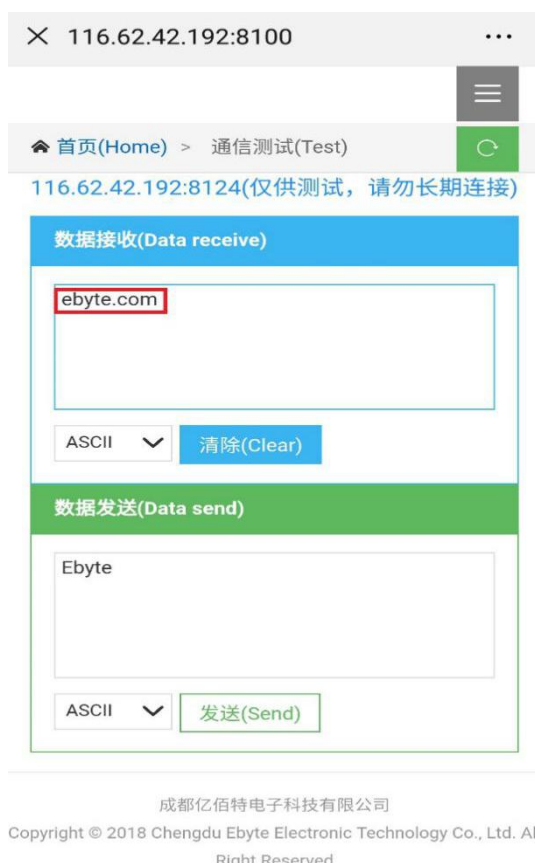 116.62.42.192:8100
首页(Home) > 通信测试(Test)
116.62.42.192:8124(仅供测试，请勿长期连接)
数据接收(Data receive)
ebyte.com
ASCII
清除(Clear)
数据发送(Data send)
Ebyte
ASCII
发送(Send)
成都亿佰特电子科技有限公司
Copyright © 2018 Chengdu Ebyte Electronic Technology Co., Ltd. Al
Right Reserved